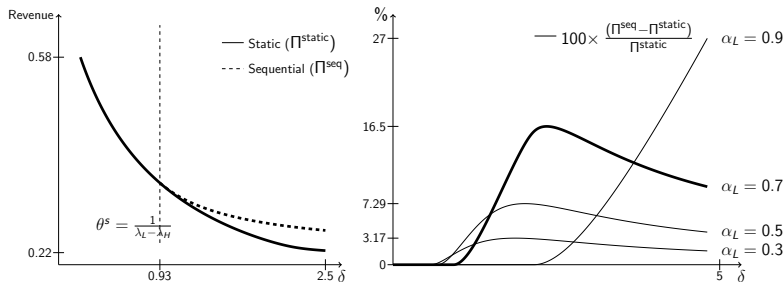 Revenue
0.58
0.22
0.93
2.5 δ
Static (Π^static)
Sequential (Π^seq)
θ^s = 1/(λ_L−λ_H)
%
27
16.5
7.29
3.17
0
5
δ
100× (Π^seq−Π^static)/Π^static
α_L = 0.9
α_L = 0.7
α_L = 0.5
α_L = 0.3